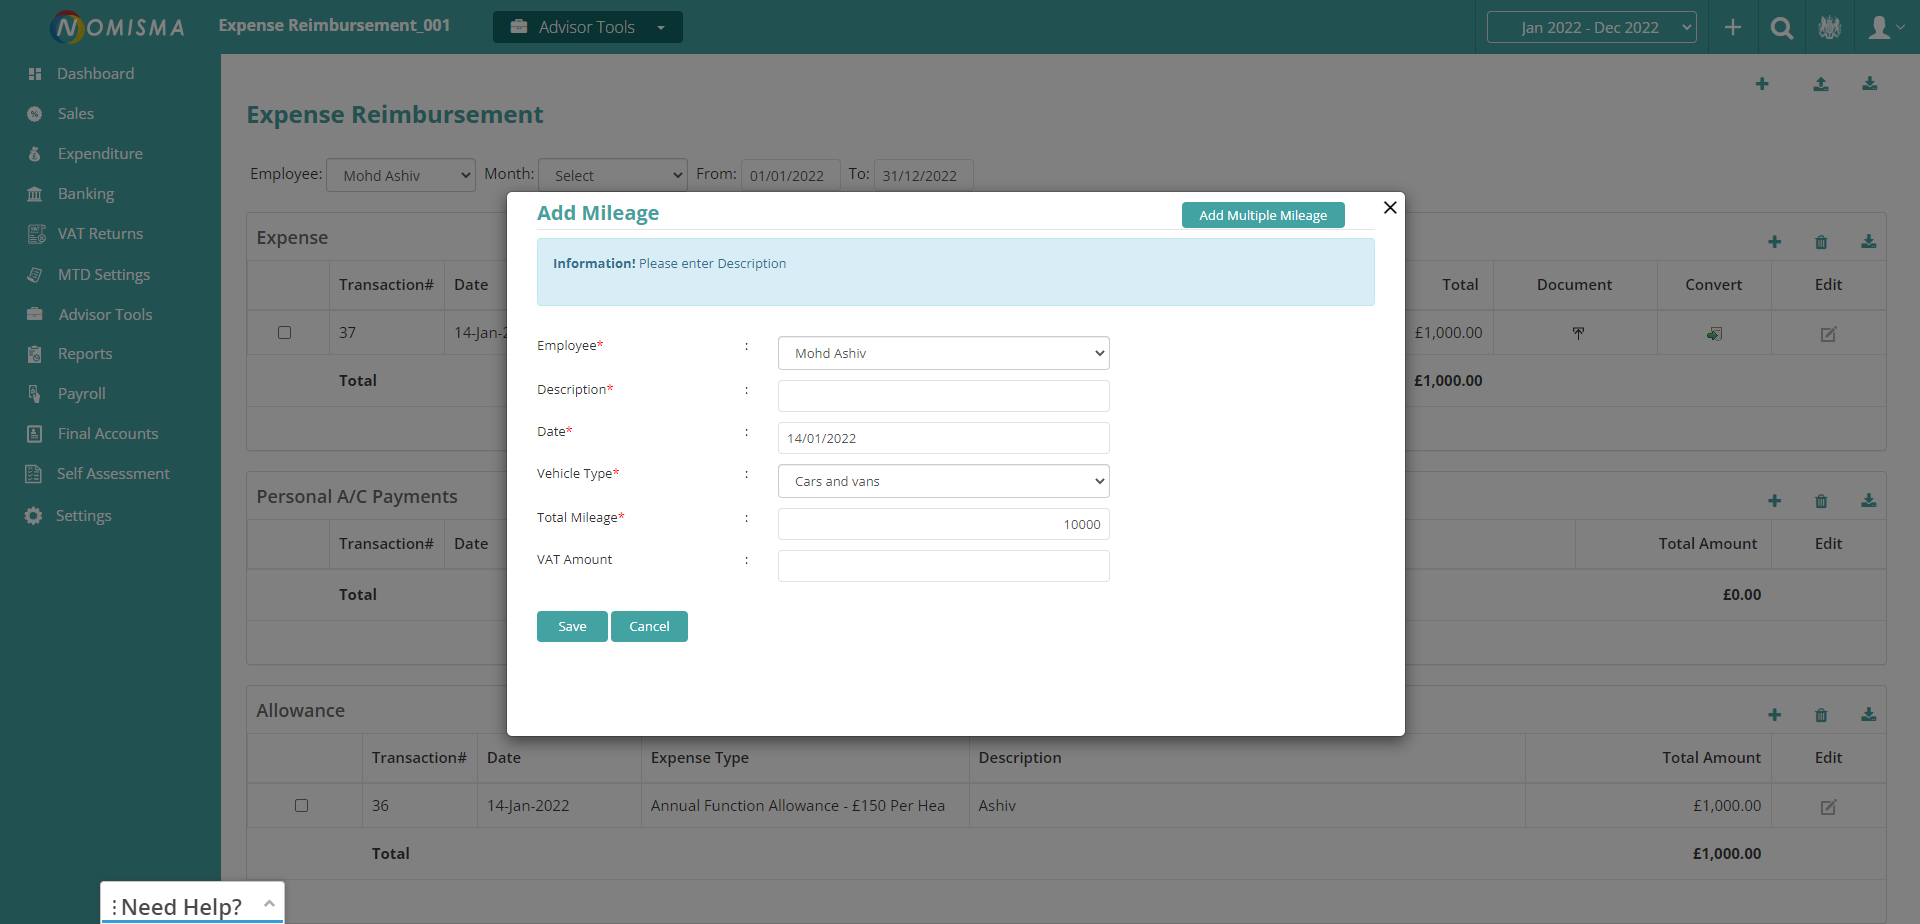 NOMISMA
Expense Reimbursement_001
Advisor Tools
Jan 2022 - Dec 2022
Dashboard
Sales
Expenditure
Banking
VAT Returns
MTD Settings
Advisor Tools
Reports
Payroll
Final Accounts
Self Assessment
Settings
Expense Reimbursement
Employee: Mohd Ashiv Month: Select From: 01/01/2022 To: 31/12/2022
Expense
Transaction# Date Total Document Convert Edit
37 14-Jan-2 £1,000.00
Total £1,000.00
Personal A/C Payments
Transaction# Date Total Amount Edit
Total £0.00
Add Mileage
Add Multiple Mileage
Information! Please enter Description
Employee* : Mohd Ashiv
Description* :
Date* : 14/01/2022
Vehicle Type* : Cars and vans
Total Mileage* : 10000
VAT Amount :
Save Cancel
Allowance
Transaction# Date Expense Type Description Total Amount Edit
36 14-Jan-2022 Annual Function Allowance - £150 Per Hea Ashiv £1,000.00
Total £1,000.00
Need Help?